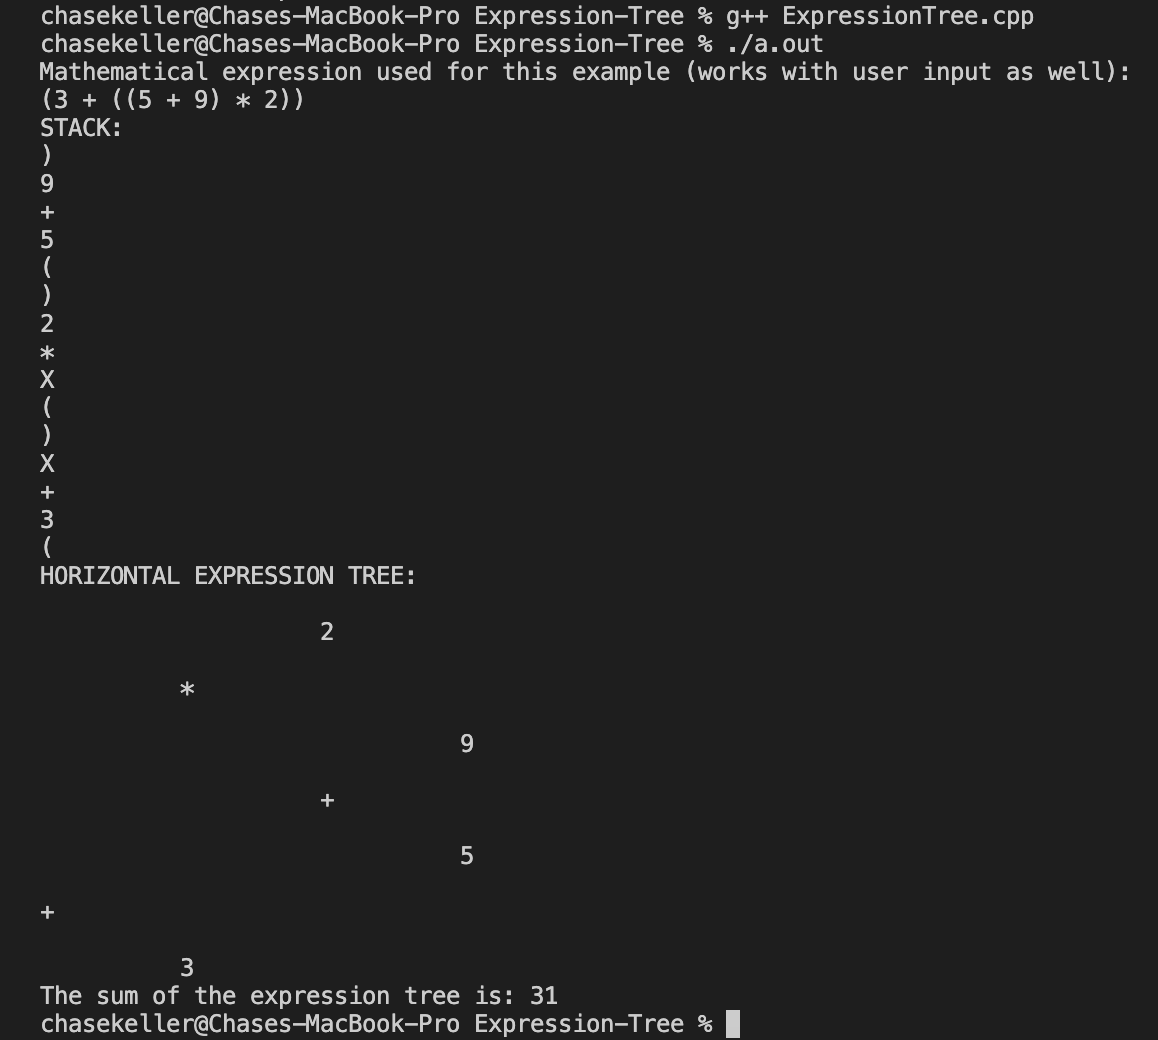 chasekeller@Chases-MacBook-Pro Expression-Tree % g++ ExpressionTree.cpp
chasekeller@Chases-MacBook-Pro Expression-Tree % ./a.out
Mathematical expression used for this example (works with user input as well):
(3 + ((5 + 9) * 2))
STACK:
)
9
+
5
(
)
2
*
X
(
)
X
+
3
(
HORIZONTAL EXPRESSION TREE:
2
*
9
+
5
+
3
The sum of the expression tree is: 31
chasekeller@Chases-MacBook-Pro Expression-Tree %